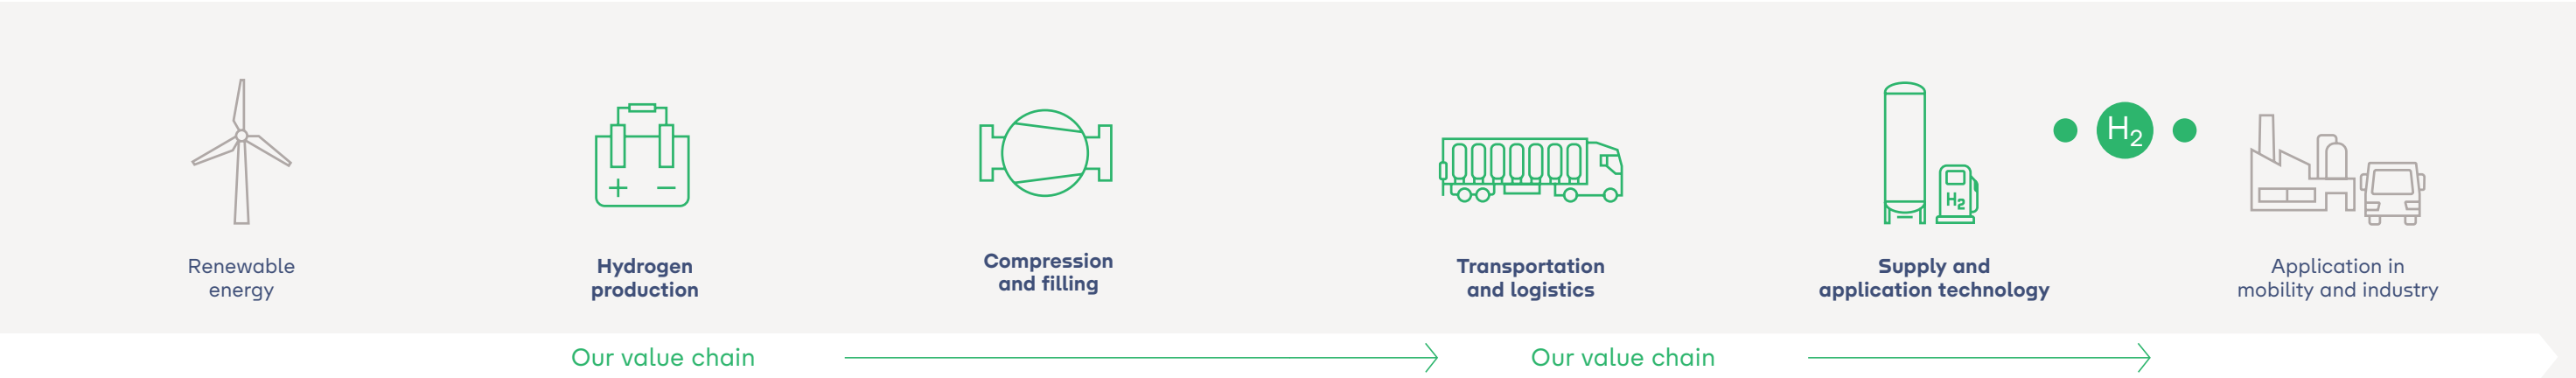 H₂
H₂
Renewable
energy
Hydrogen
production
Compression
and filling
Transportation
and logistics
Supply and
application technology
Application in
mobility and industry
Our value chain
Our value chain